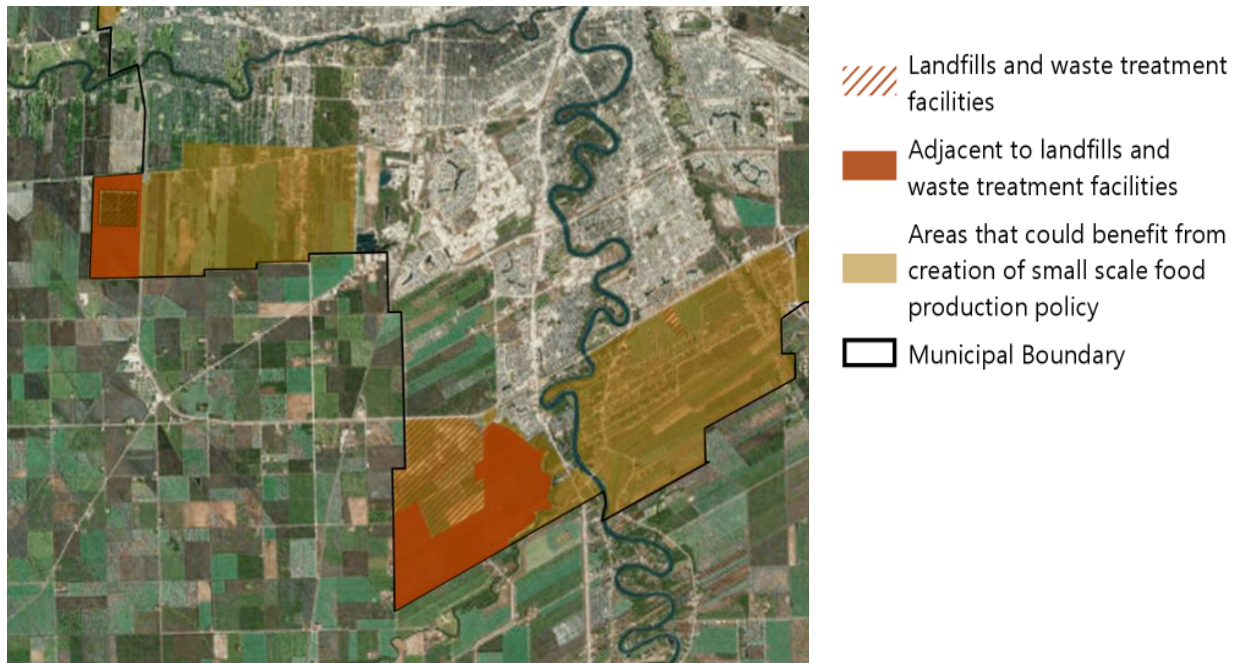 Landfills and waste treatment
facilities
Adjacent to landfills and
waste treatment facilities
Areas that could benefit from
creation of small scale food
production policy
Municipal Boundary